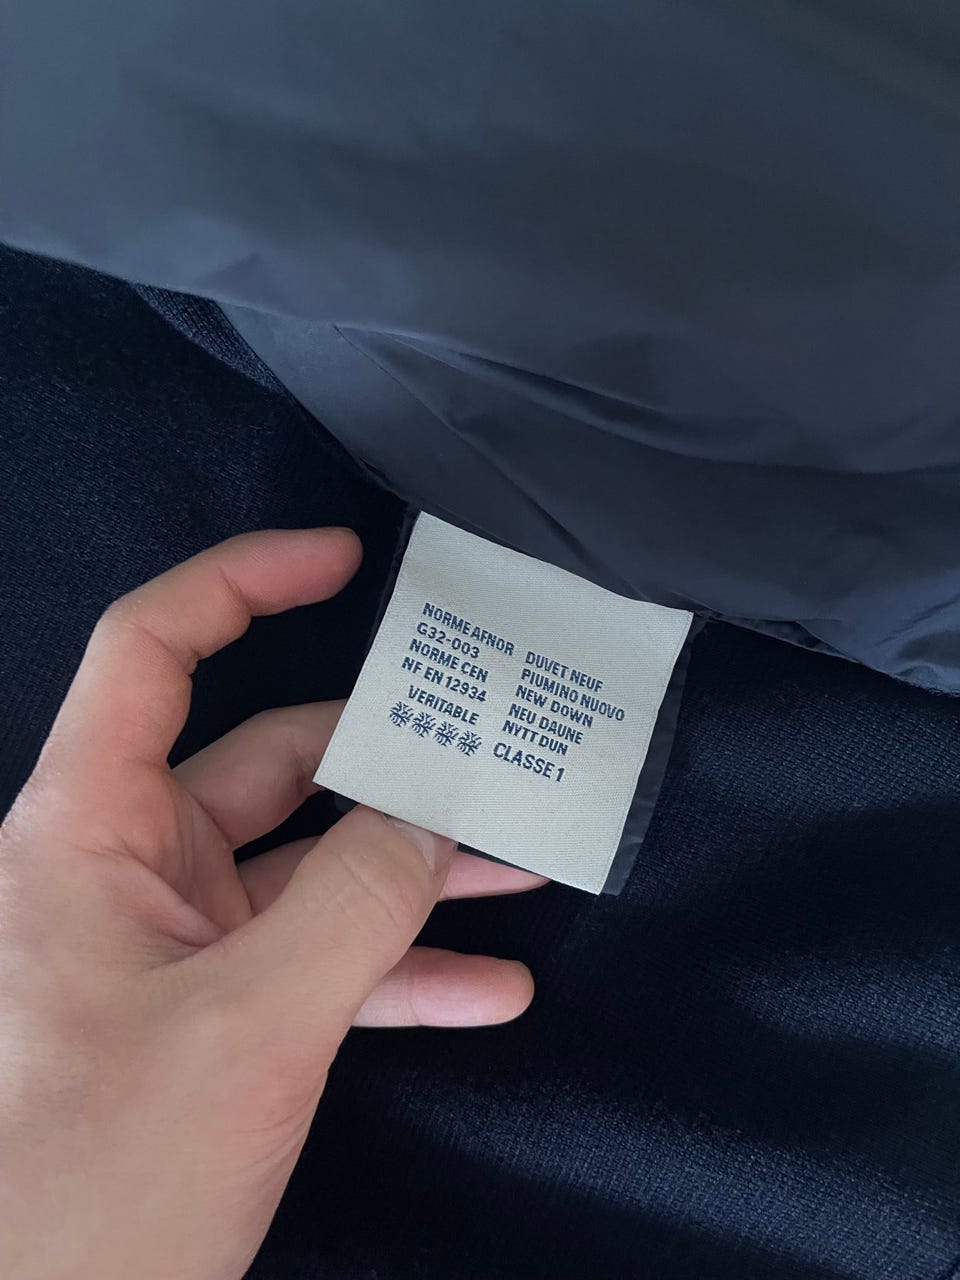 NORME AFNOR
G32-003
NORME CEN
NF EN 12934
VERITABLE
DUVET NEUF
PIUMINO NUOVO
NEW DOWN
NEU DAUNE
NYTT DUN
CLASSE 1